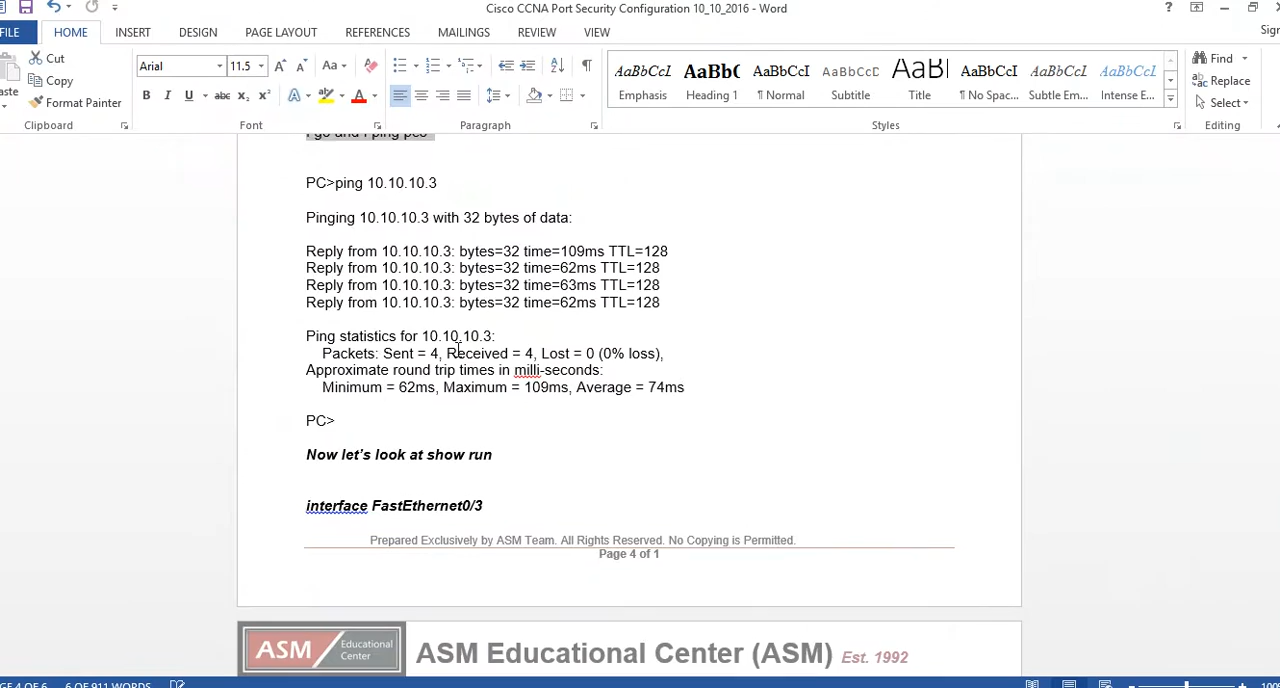 Cisco CCNA Port Security Configuration 10_10_2016 - Word
FILE HOME INSERT DESIGN PAGE LAYOUT REFERENCES MAILINGS REVIEW VIEW Sign
Cut
Copy
Format Painter
Clipboard
Arial 11.5
Font
Paragraph
AaBbCcI AaBb( AaBbCcI AaBbCcC AaBl AaBbCcI AaBbCcL AaBbCcL
Emphasis Heading 1 ¶ Normal Subtitle Title ¶ No Spac... Subtle Em... Intense E...
Styles
Find
Replace
Select
Editing
PC>ping 10.10.10.3
Pinging 10.10.10.3 with 32 bytes of data:
Reply from 10.10.10.3: bytes=32 time=109ms TTL=128
Reply from 10.10.10.3: bytes=32 time=62ms TTL=128
Reply from 10.10.10.3: bytes=32 time=63ms TTL=128
Reply from 10.10.10.3: bytes=32 time=62ms TTL=128
Ping statistics for 10.10.10.3:
Packets: Sent = 4, Received = 4, Lost = 0 (0% loss),
Approximate round trip times in milli-seconds:
Minimum = 62ms, Maximum = 109ms, Average = 74ms
PC>
Now let's look at show run
interface FastEthernet0/3
Prepared Exclusively by ASM Team. All Rights Reserved. No Copying is Permitted.
Page 4 of 1
ASM Educational Center
ASM Educational Center (ASM) Est. 1992
6 OF 911 WORDS